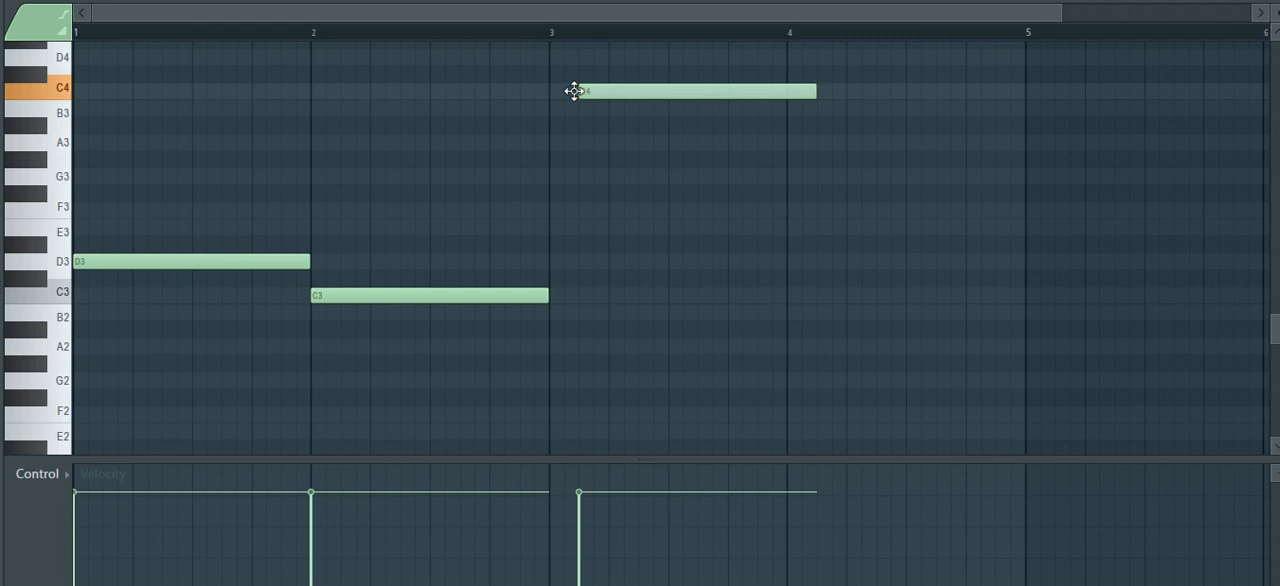 1 2 3 4 5 6
D4
C4
B3
A3
G3
F3
E3
D3 D3
C3 C3
B2
A2
G2
F2
E2
Control Velocity